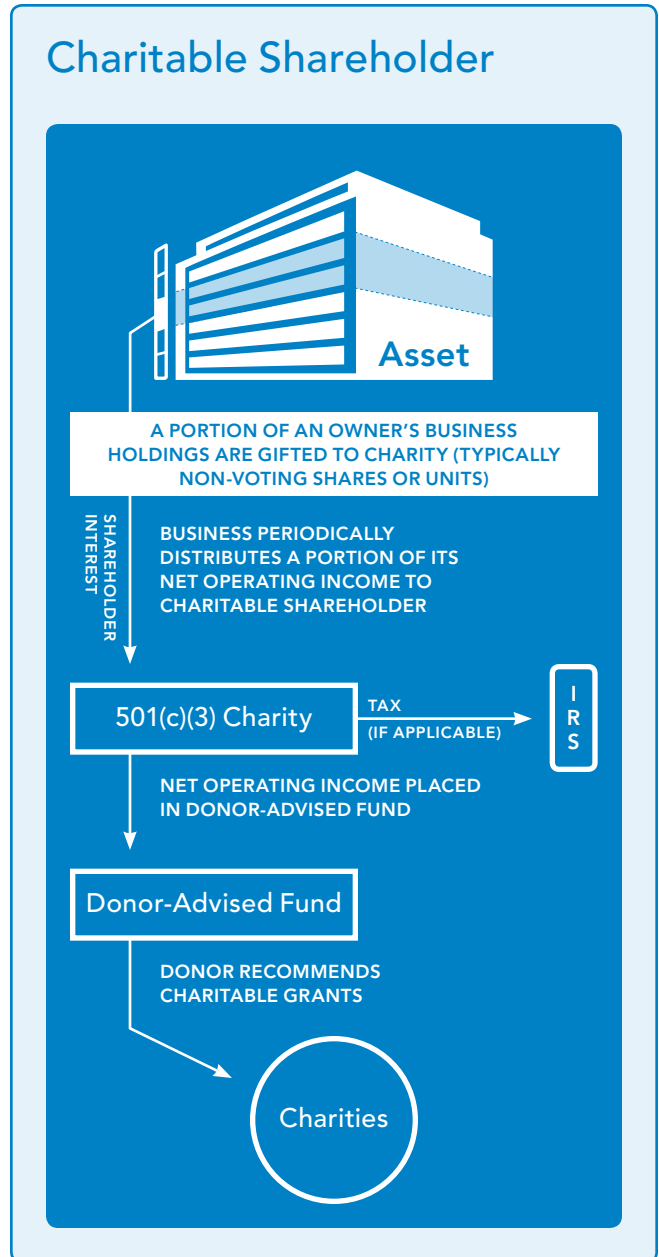 Charitable Shareholder
Asset
A PORTION OF AN OWNER’S BUSINESS
HOLDINGS ARE GIFTED TO CHARITY (TYPICALLY
NON-VOTING SHARES OR UNITS)
SHAREHOLDER
INTEREST
BUSINESS PERIODICALLY
DISTRIBUTES A PORTION OF ITS
NET OPERATING INCOME TO
CHARITABLE SHAREHOLDER
501(c)(3) Charity
TAX
(IF APPLICABLE)
I
R
S
NET OPERATING INCOME PLACED
IN DONOR-ADVISED FUND
Donor-Advised Fund
DONOR RECOMMENDS
CHARITABLE GRANTS
Charities